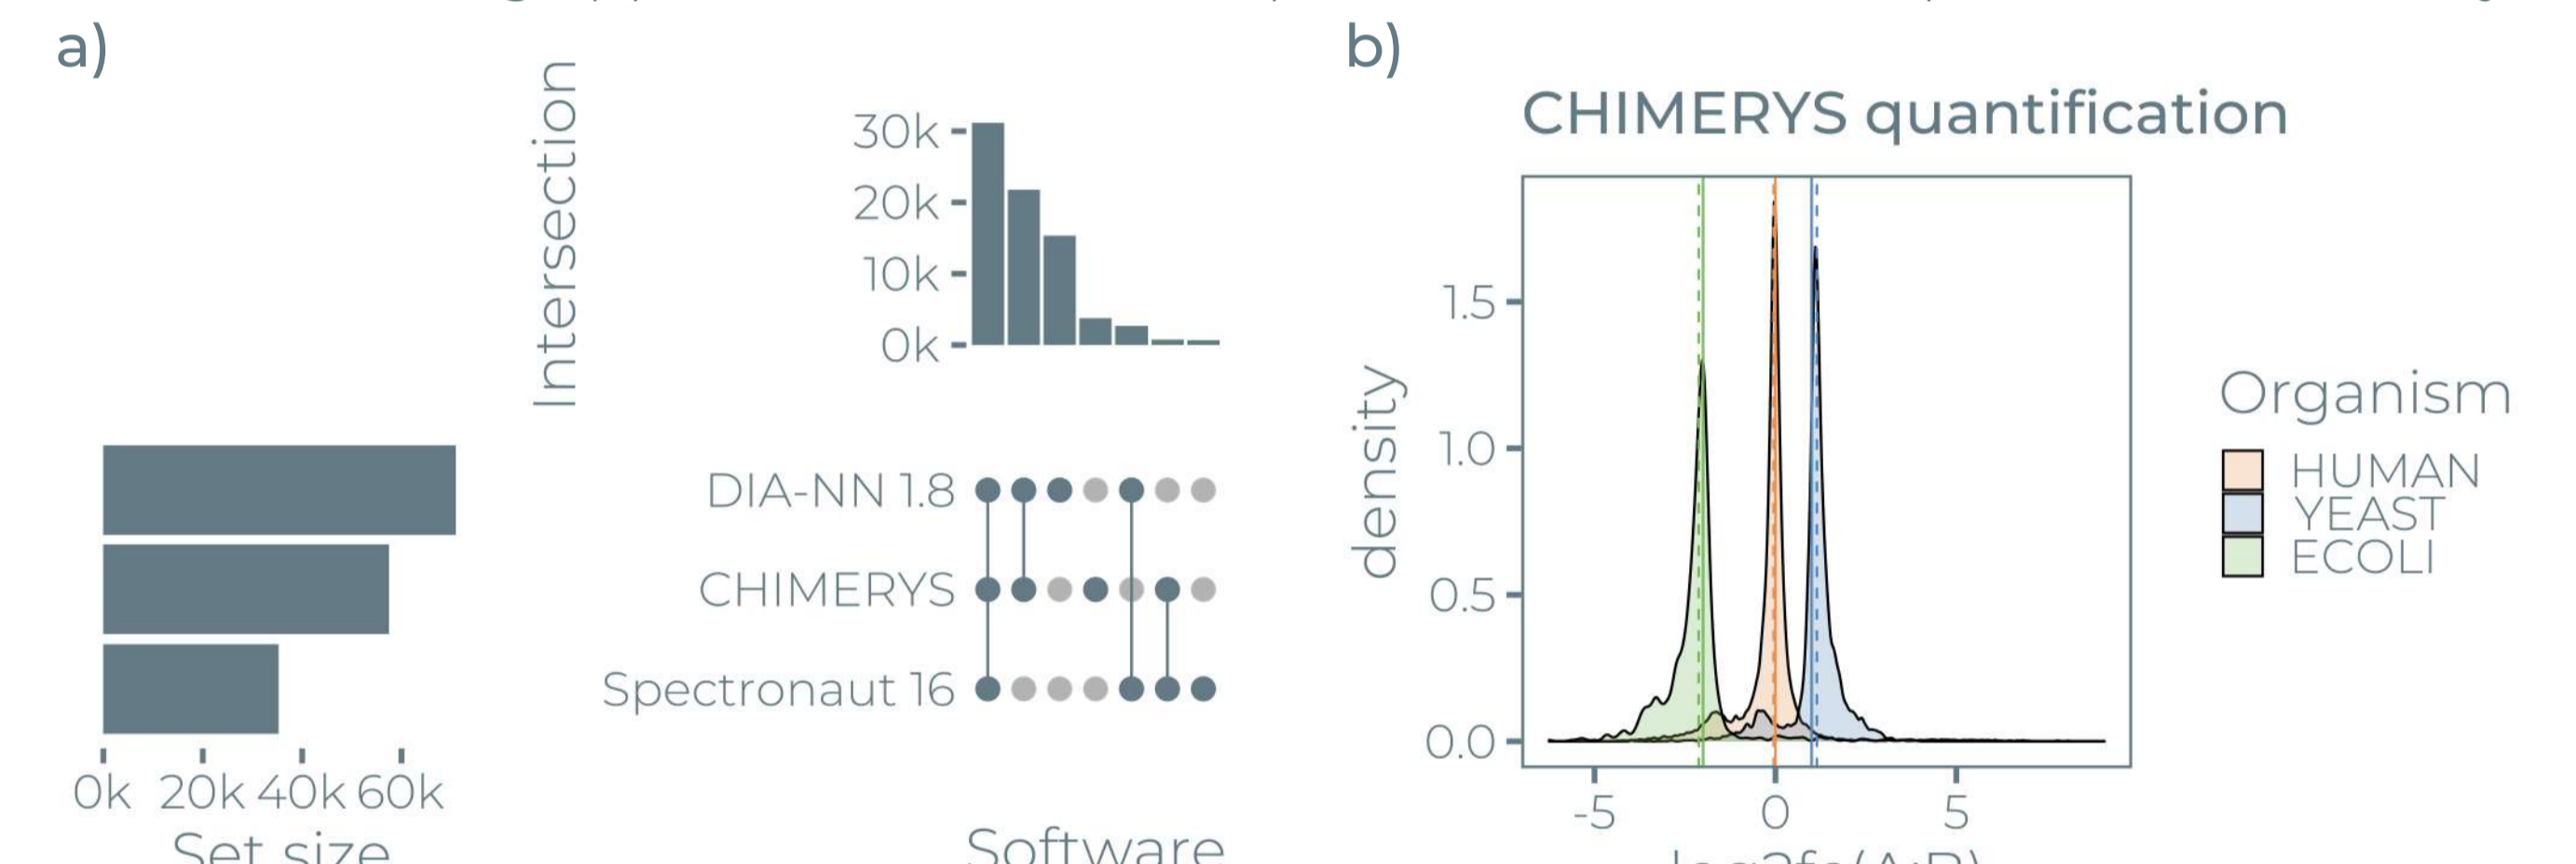 a)
Intersection
30k
20k
10k
0k
DIA-NN 1.8
CHIMERYS
Spectronaut 16
0k 20k 40k 60k
Set size
Software
b)
CHIMERYS quantification
density
1.5
1.0
0.5
0.0
-5 0 5
log2fc(A:B)
Organism
HUMAN
YEAST
ECOLI